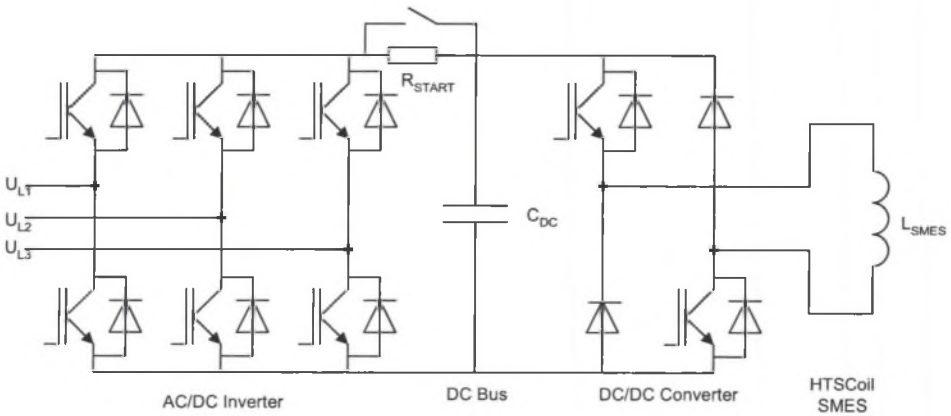 R_START
U_L1
U_L2
U_L3
C_DC
L_SMES
AC/DC Inverter
DC Bus
DC/DC Converter
HTSCoil
SMES